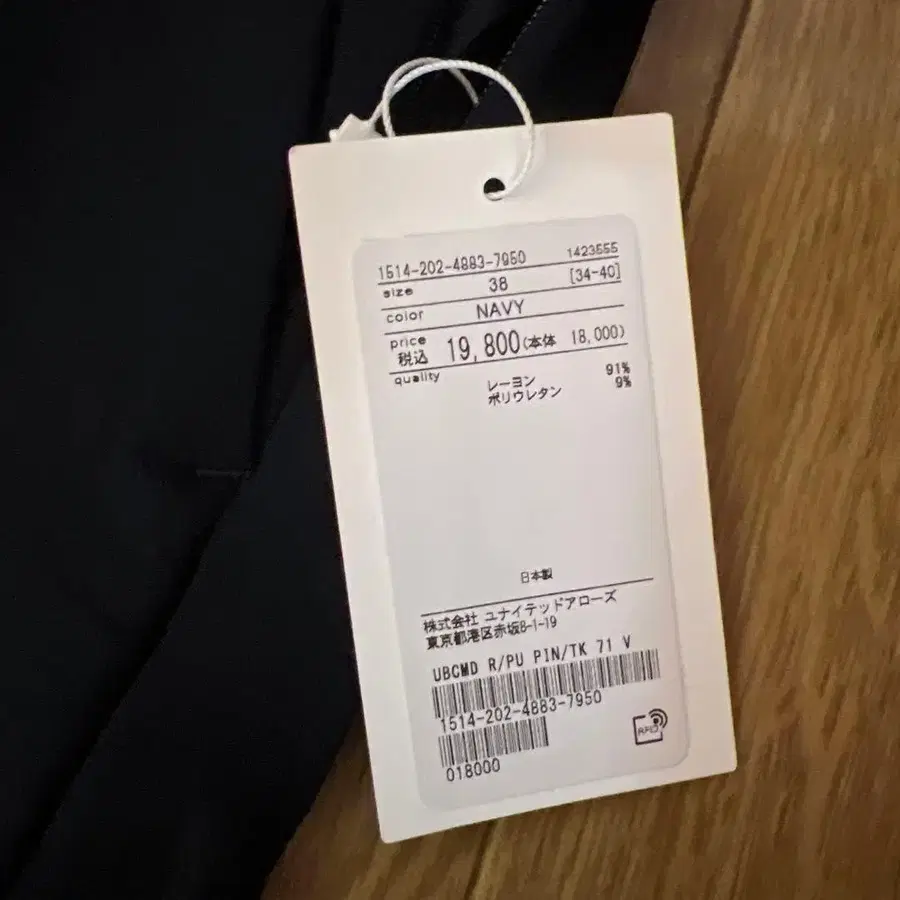 1514-202-4883-7950 1423555
size 38 [34-40]
color NAVY
price
税込 19,800(本体 18,000)
quality
レーヨン 91%
ポリウレタン 9%
日本製
株式会社 ユナイテッドアローズ
東京都港区赤坂8-1-19
UBCMD R/PU PIN/TK 71 V
1514-202-4883-7950
018000
RFID